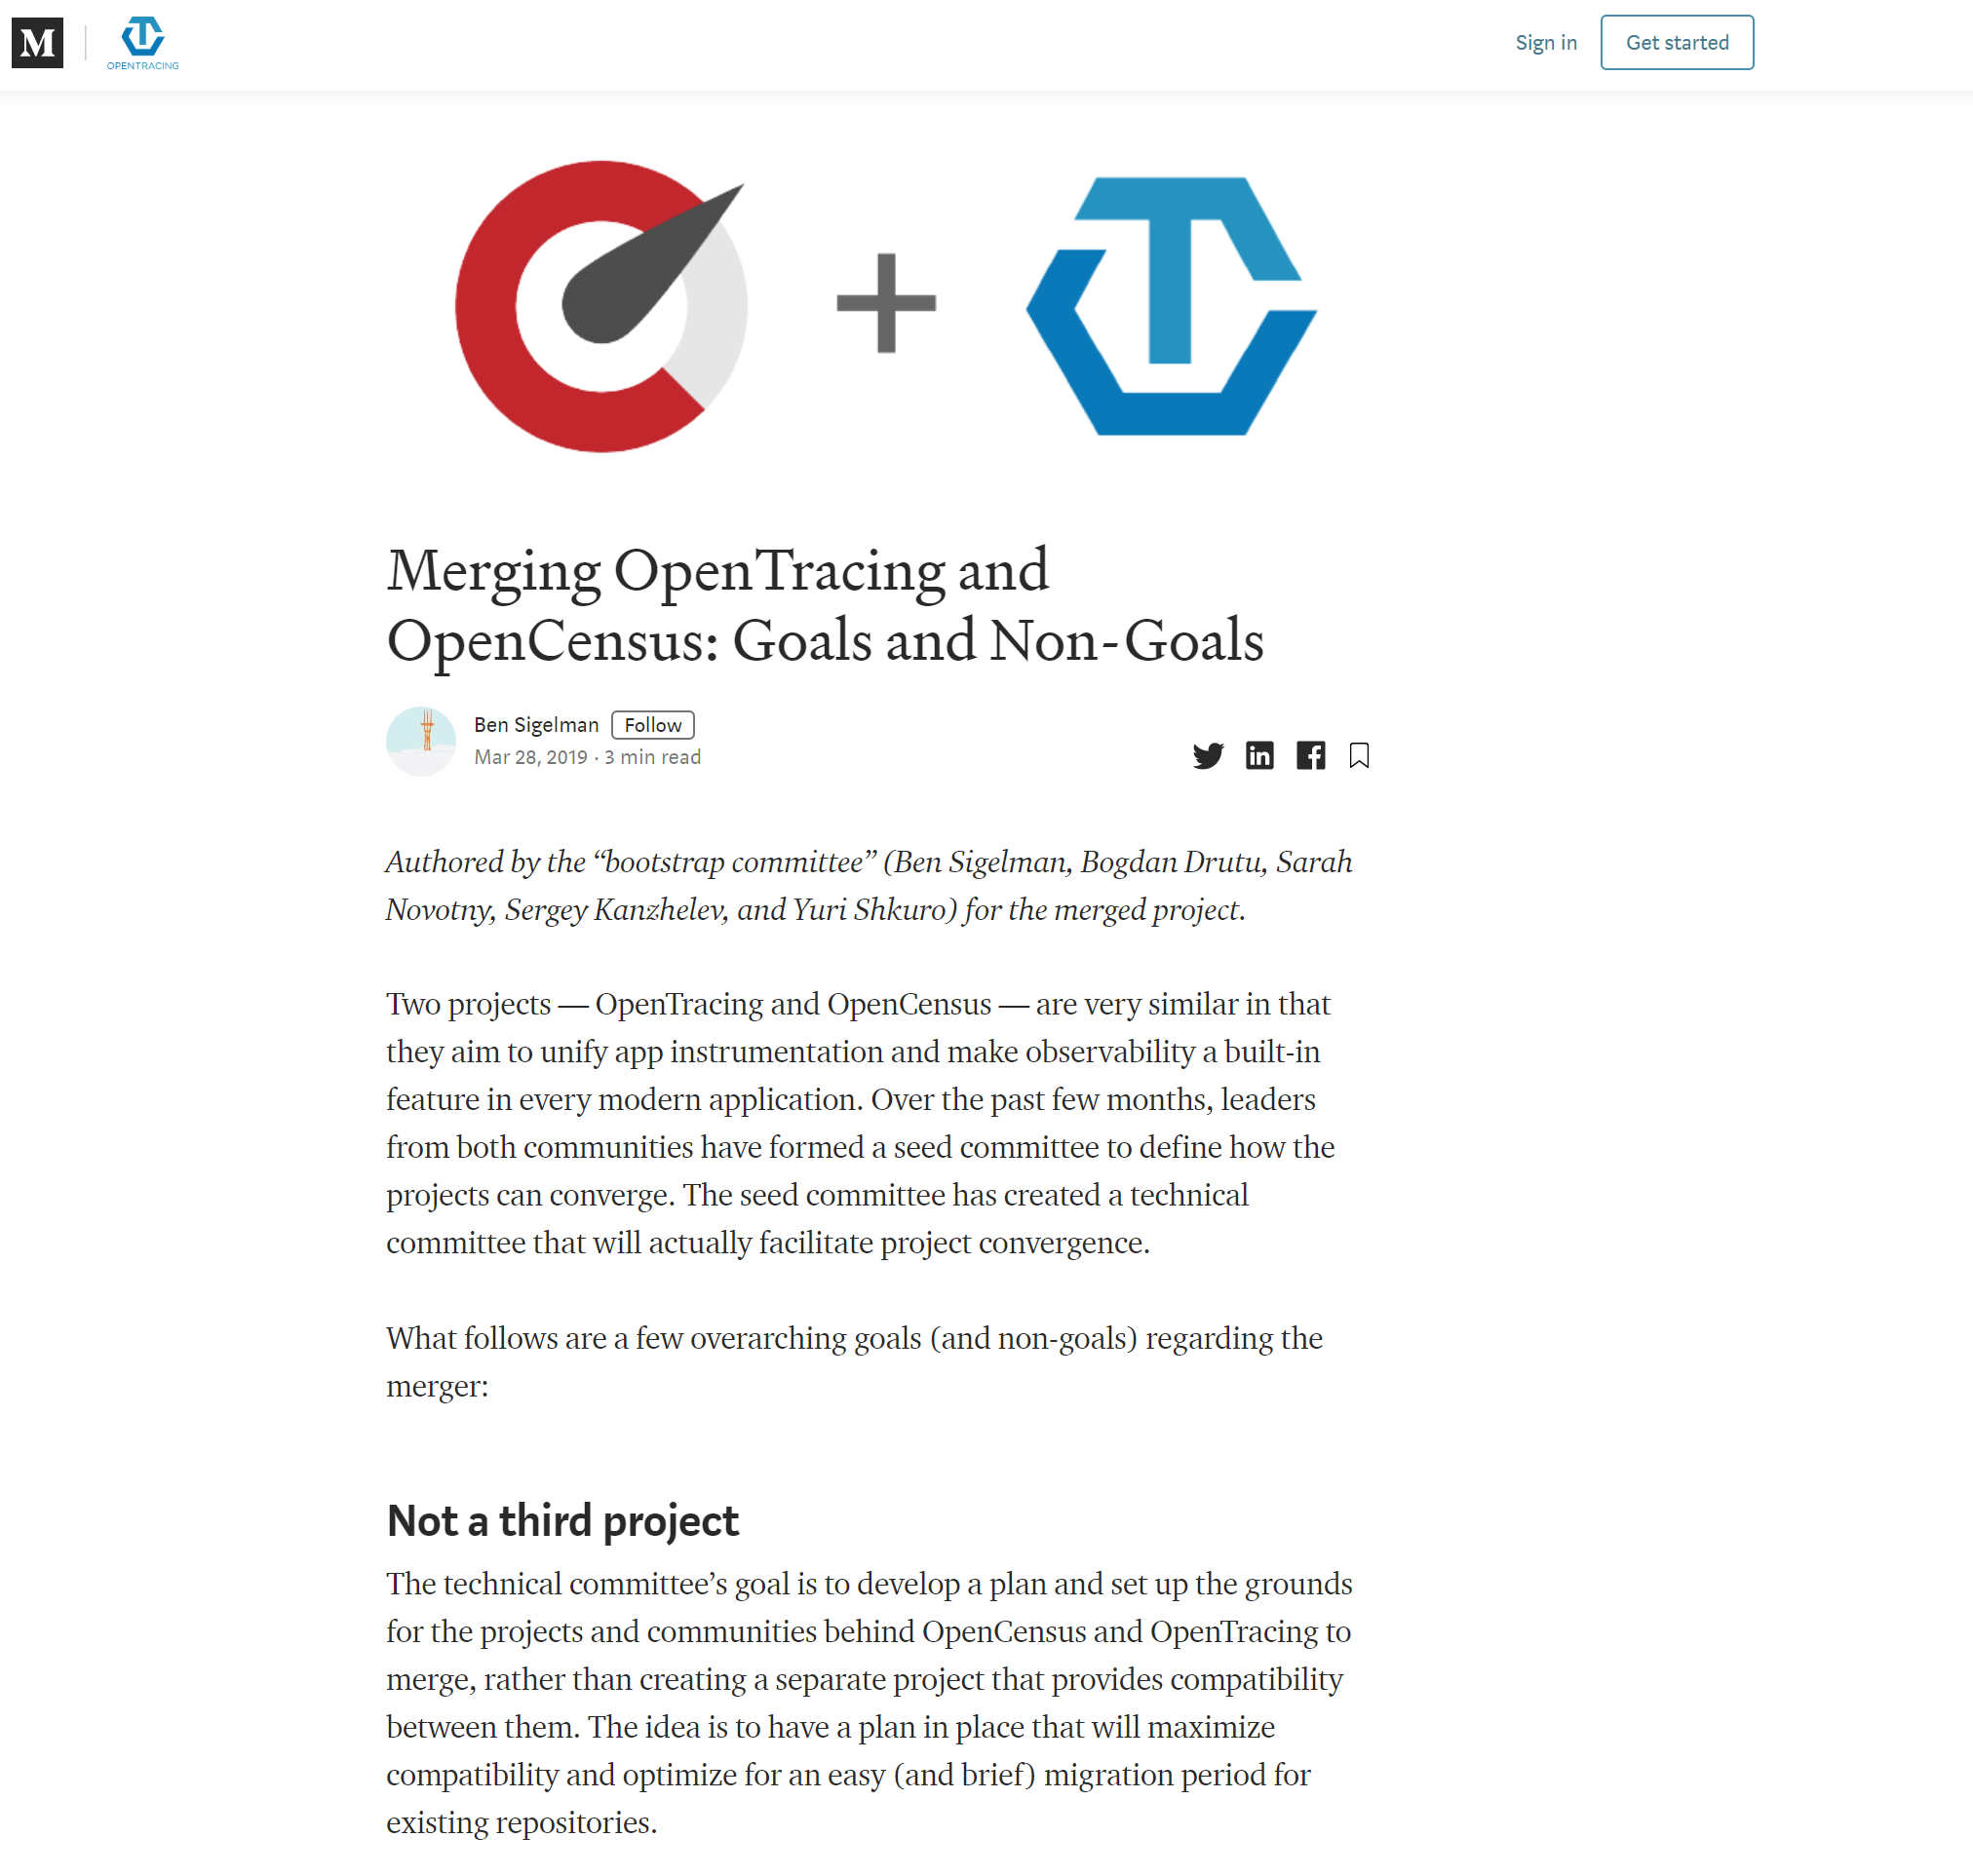 M
OPENTRACING
Sign in
Get started
Merging OpenTracing and
OpenCensus: Goals and Non-Goals
Ben Sigelman Follow
Mar 28, 2019 · 3 min read
Authored by the “bootstrap committee” (Ben Sigelman, Bogdan Drutu, Sarah
Novotny, Sergey Kanzhelev, and Yuri Shkuro) for the merged project.
Two projects — OpenTracing and OpenCensus — are very similar in that
they aim to unify app instrumentation and make observability a built-in
feature in every modern application. Over the past few months, leaders
from both communities have formed a seed committee to define how the
projects can converge. The seed committee has created a technical
committee that will actually facilitate project convergence.
What follows are a few overarching goals (and non-goals) regarding the
merger:
Not a third project
The technical committee’s goal is to develop a plan and set up the grounds
for the projects and communities behind OpenCensus and OpenTracing to
merge, rather than creating a separate project that provides compatibility
between them. The idea is to have a plan in place that will maximize
compatibility and optimize for an easy (and brief) migration period for
existing repositories.